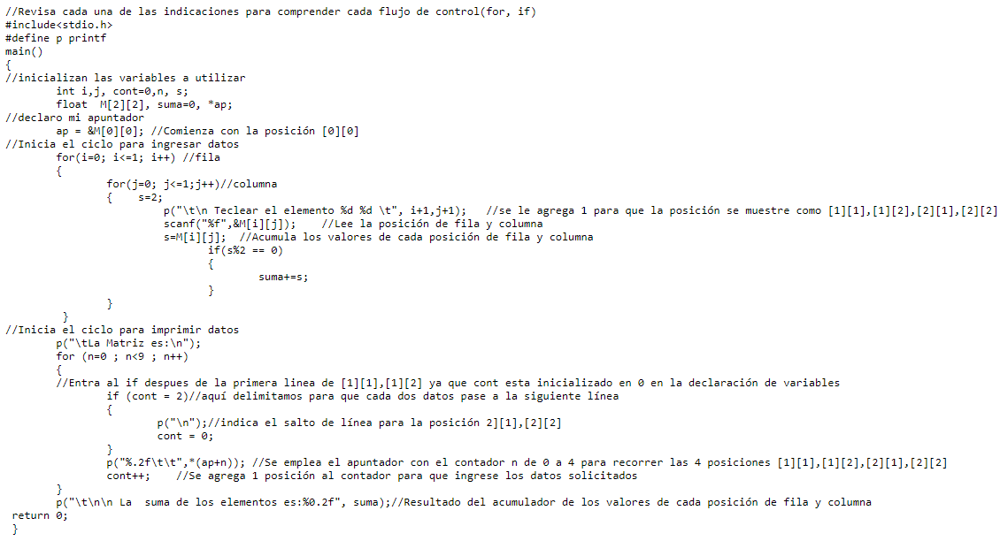 //Revisa cada una de las indicaciones para comprender cada flujo de control(for, if)
#include<stdio.h>
#define p printf
main()
{
//inicializan las variables a utilizar
int i,j, cont=0,n, s;
float  M[2][2], suma=0, *ap;
//declaro mi apuntador
ap = &M[0][0]; //Comienza con la posición [0][0]
//Inicia el ciclo para ingresar datos
for(i=0; i<=1; i++) //fila
{
for(j=0; j<=1;j++)//columna
{    s=2;
p("\t\n Teclear el elemento %d %d \t", i+1,j+1);   //se le agrega 1 para que la posición se muestre como [1][1],[1][2],[2][1],[2][2]
scanf("%f",&M[i][j]);    //Lee la posición de fila y columna
s=M[i][j];  //Acumula los valores de cada posición de fila y columna
if(s%2 == 0)
{
suma+=s;
}
}
}
//Inicia el ciclo para imprimir datos
p("\tLa Matriz es:\n");
for (n=0 ; n<9 ; n++)
{
//Entra al if despues de la primera linea de [1][1],[1][2] ya que cont esta inicializado en 0 en la declaración de variables
if (cont = 2)//aquí delimitamos para que cada dos datos pase a la siguiente línea
{
p("\n");//indica el salto de línea para la posición 2][1],[2][2]
cont = 0;
}
p("%.2f\t\t",*(ap+n)); //Se emplea el apuntador con el contador n de 0 a 4 para recorrer las 4 posiciones [1][1],[1][2],[2][1],[2][2]
cont++;    //Se agrega 1 posición al contador para que ingrese los datos solicitados
}
p("\t\n\n La  suma de los elementos es:%0.2f", suma);//Resultado del acumulador de los valores de cada posición de fila y columna
return 0;
}